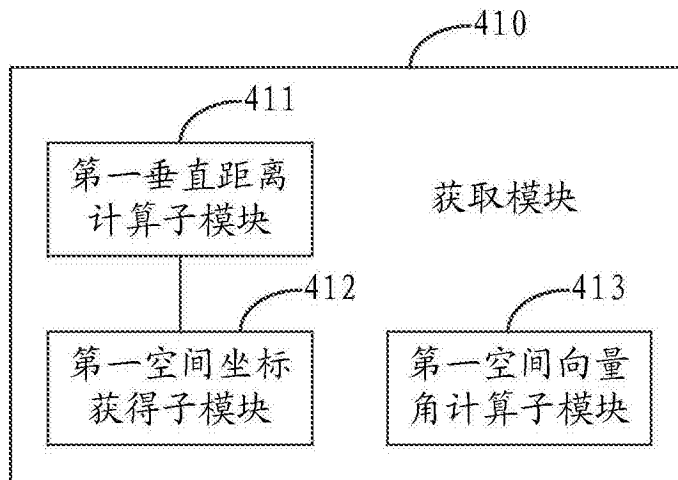 410
411
第一垂直距离
计算子模块
获取模块
412
413
第一空间坐标
获得子模块
第一空间向量
角计算子模块